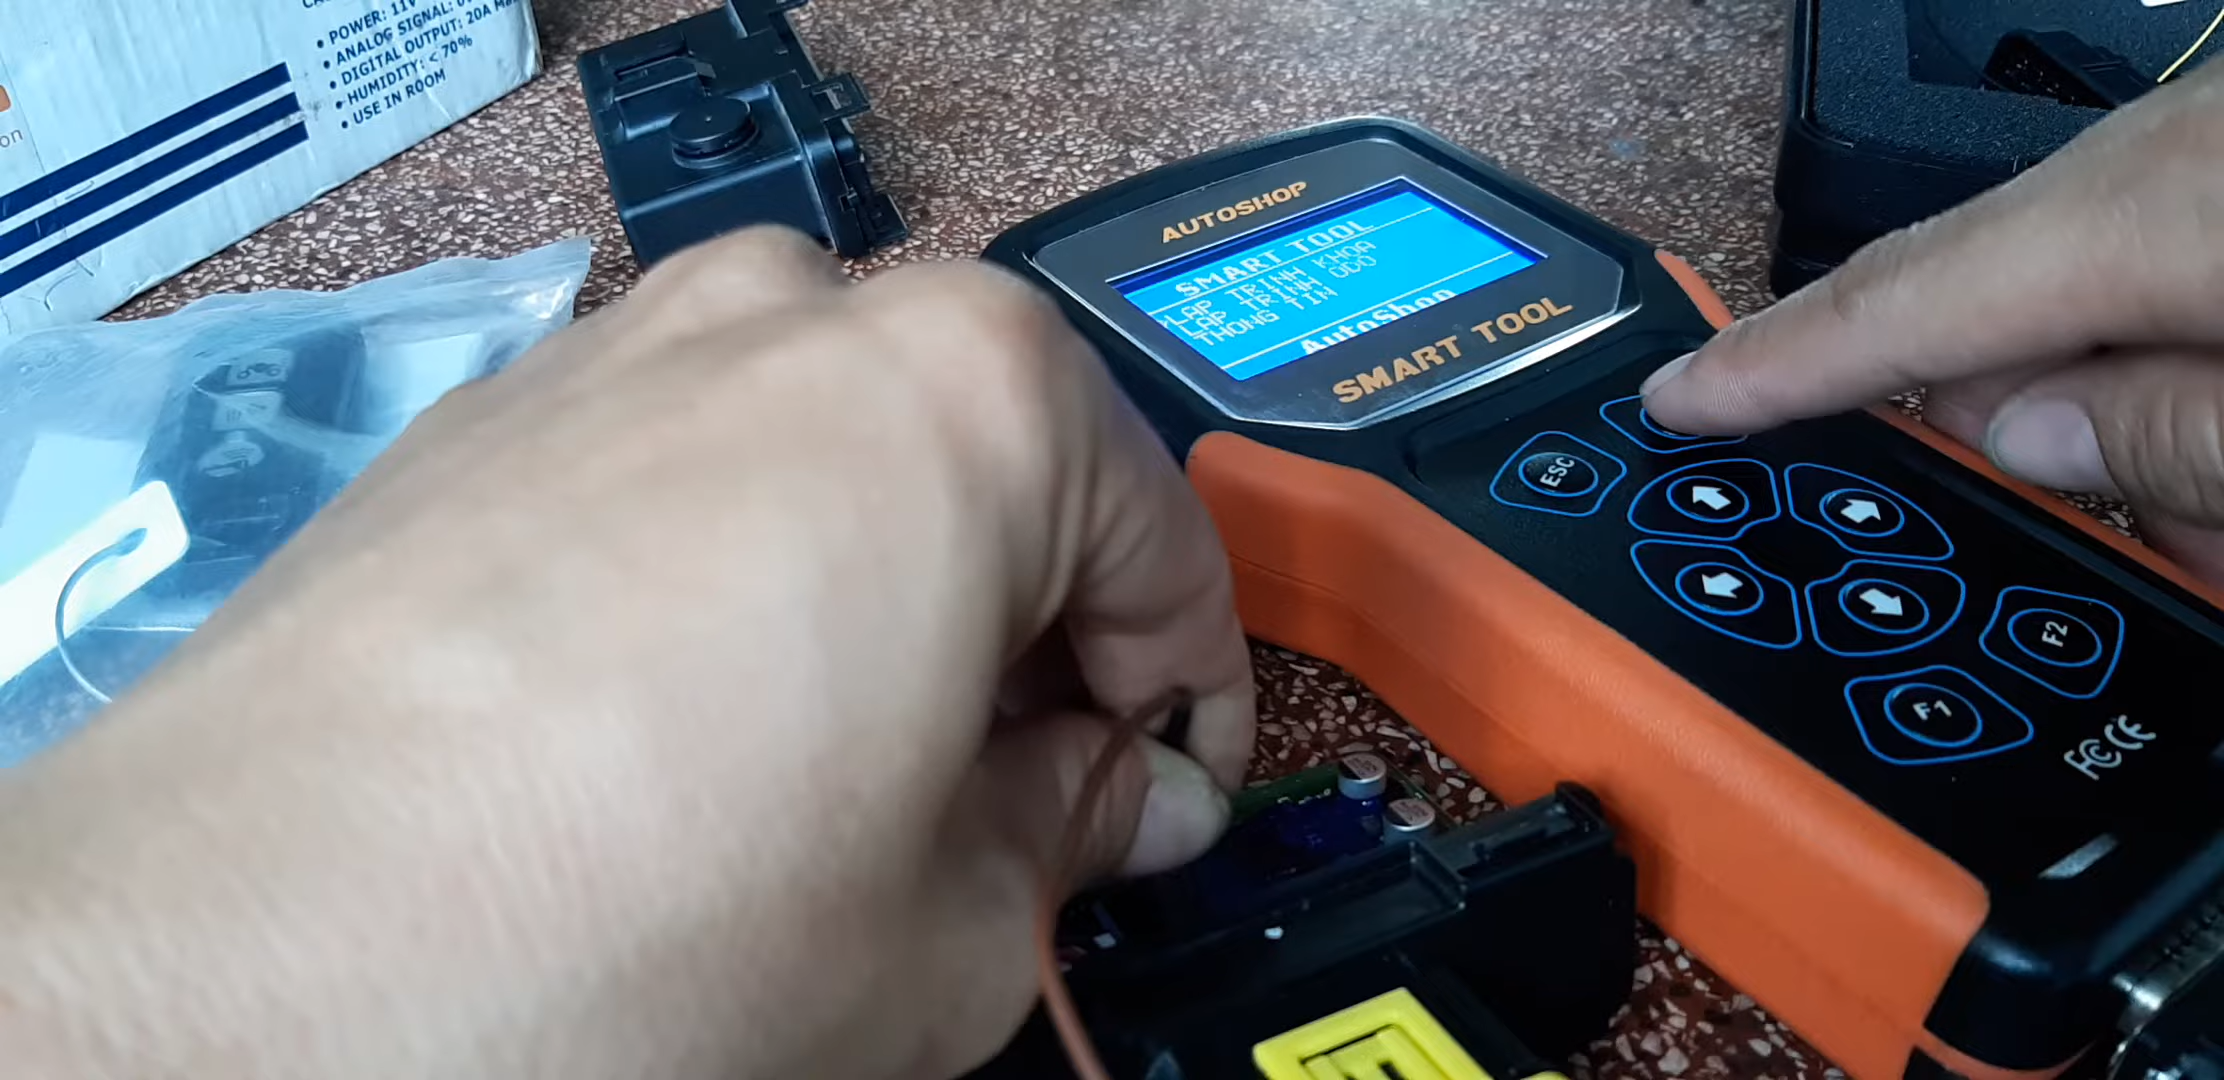 • POWER: 11V
• ANALOG SIGNAL:
• DIGITAL OUTPUT: 20A
• HUMIDITY: < 70%
• USE IN ROOM
on
AUTOSHOP
SMART TOOL
LAP TRINH KHOA
LAP TRINH ODO
THONG TIN
AutoShop
SMART TOOL
ESC
F2
F1
FC CE